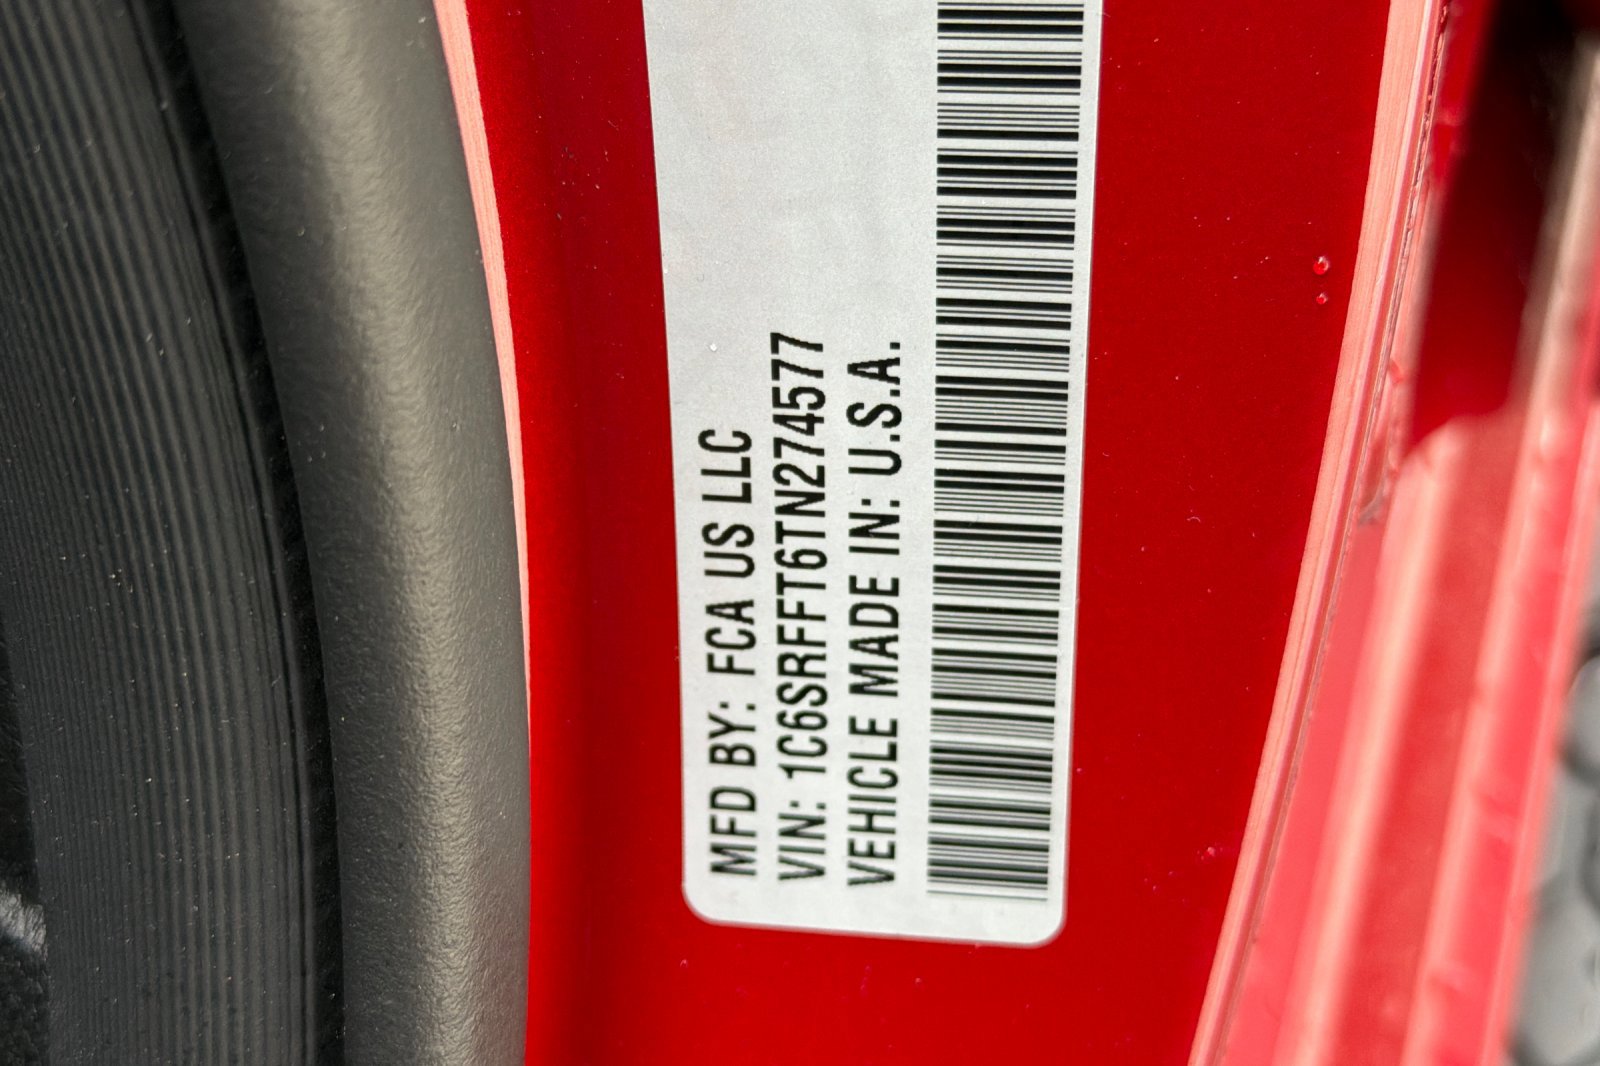 MFD BY: FCA US LLC
VIN: 1C6SRFFT6TN274577
VEHICLE MADE IN: U.S.A.